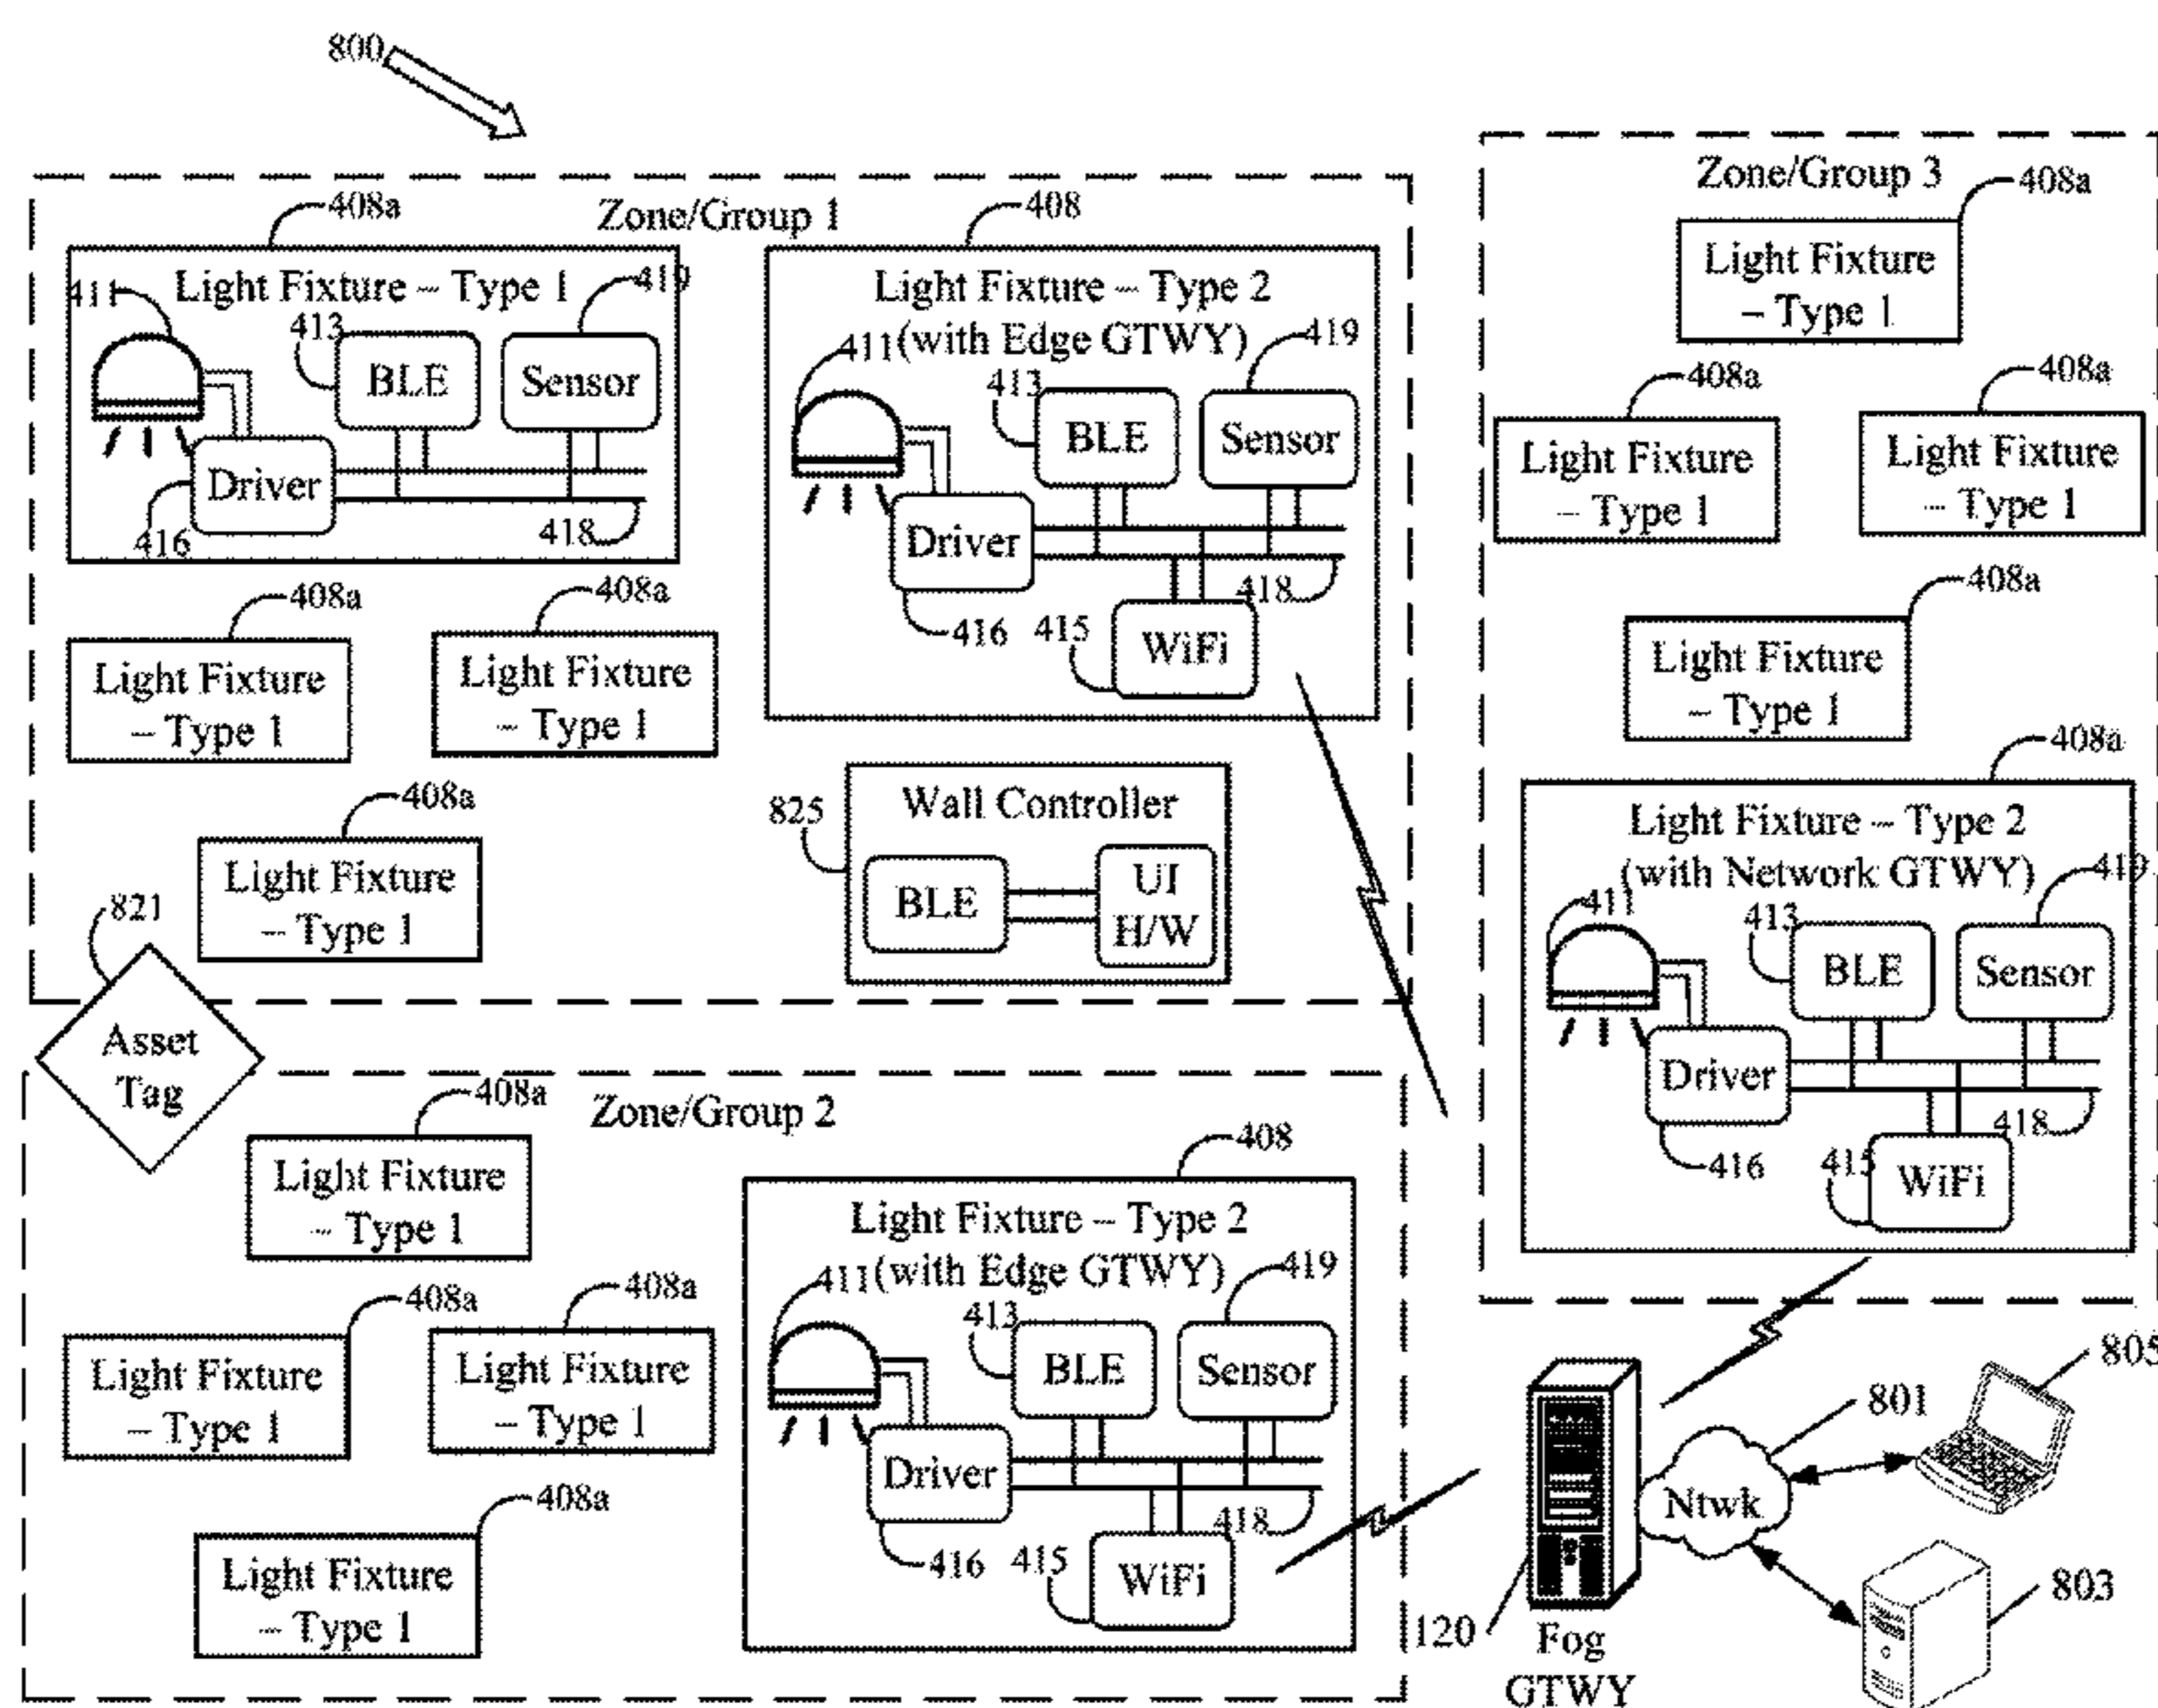 800
Zone/Group 1
408a
Light Fixture – Type 1
411
413
419
BLE
Sensor
Driver
416
418
408
Light Fixture – Type 2
(with Edge GTWY)
411
419
413
BLE
Sensor
Driver
418
416
415
WiFi
408a
Light Fixture
– Type 1
408a
Light Fixture
– Type 1
408a
Light Fixture
– Type 1
825
Wall Controller
BLE
UI
H/W
821
Asset
Tag
Zone/Group 2
408a
Light Fixture
– Type 1
408a
Light Fixture
– Type 1
408a
Light Fixture
– Type 1
408a
Light Fixture
– Type 1
408
Light Fixture – Type 2
(with Edge GTWY)
411
419
413
BLE
Sensor
Driver
418
416
415
WiFi
Zone/Group 3
408a
Light Fixture
– Type 1
408a
Light Fixture
– Type 1
408a
Light Fixture
– Type 1
408a
Light Fixture
– Type 1
408a
Light Fixture – Type 2
(with Network GTWY)
411
413
419
BLE
Sensor
Driver
418
416
415
WiFi
805
801
Ntwk
803
120
Fog
GTWY